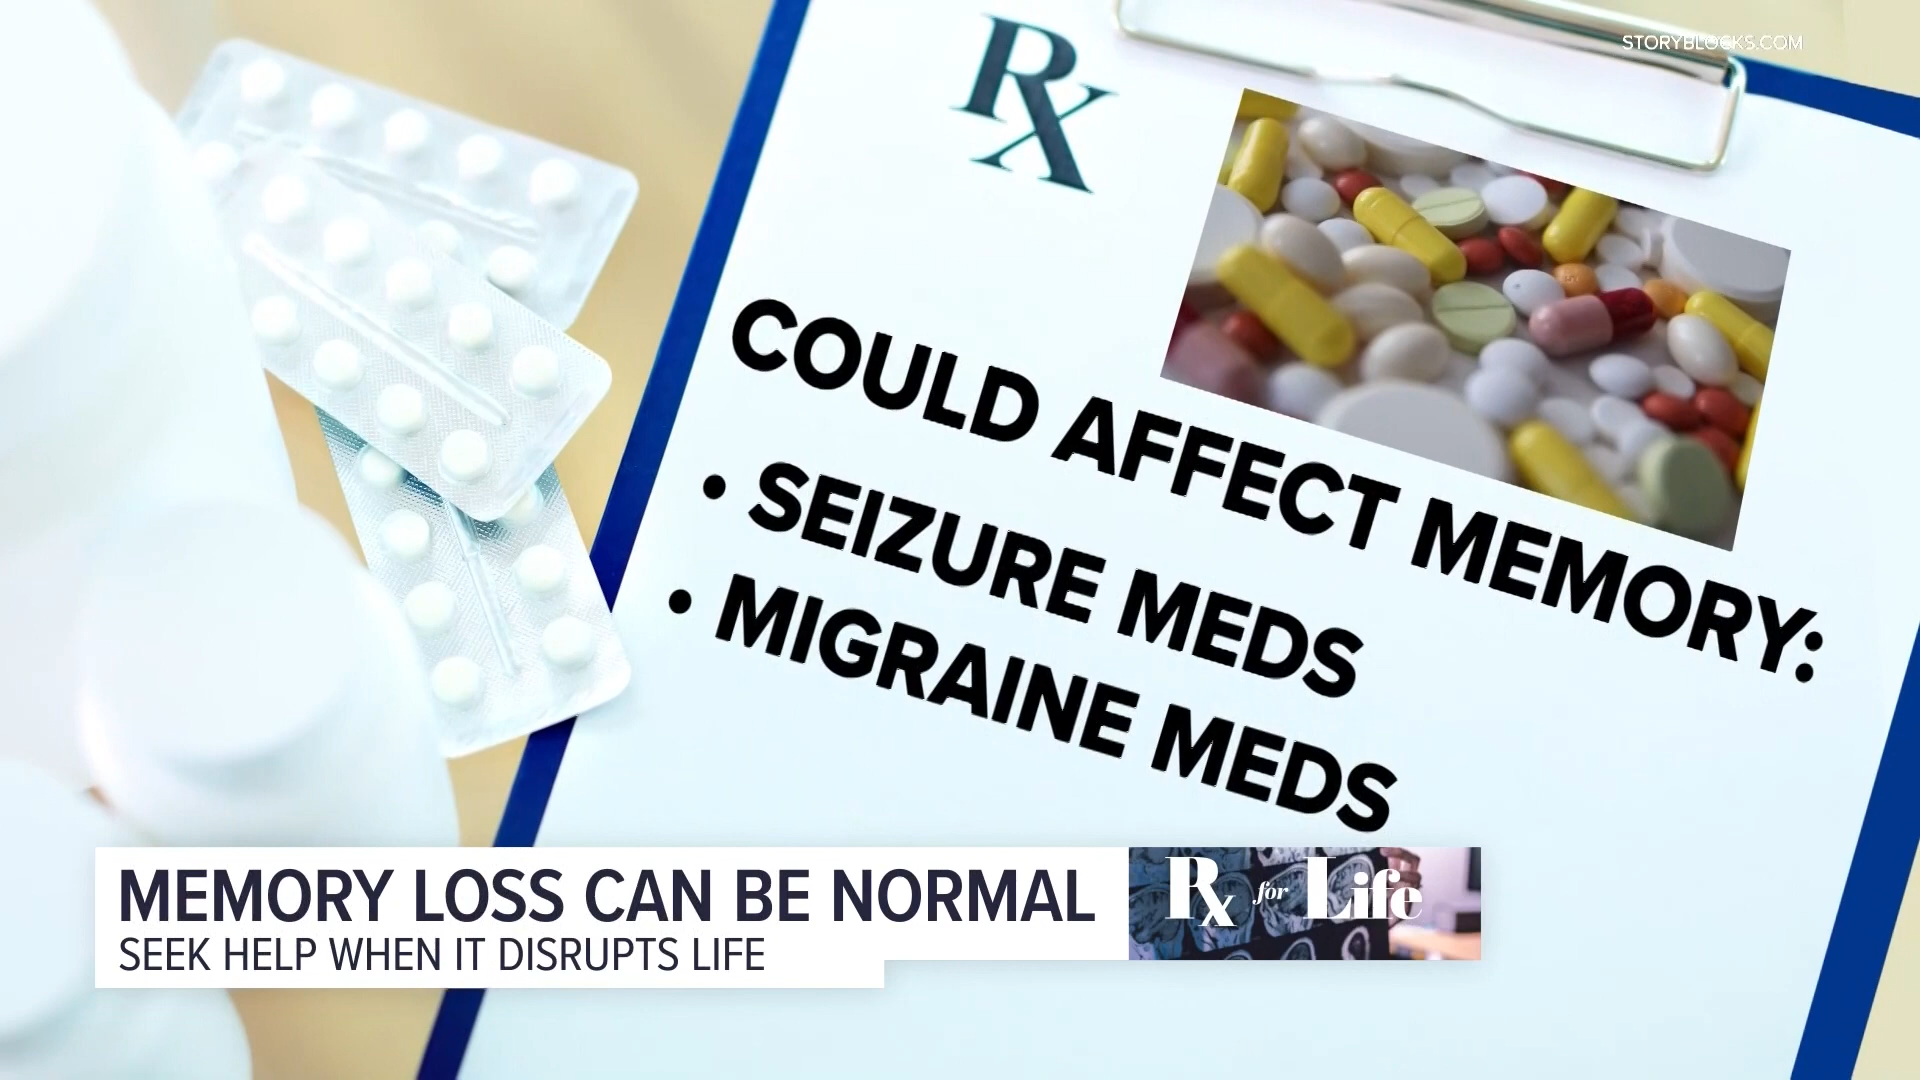 STORYBLOCKS.COM
Rx
COULD AFFECT MEMORY:
• SEIZURE MEDS
• MIGRAINE MEDS
MEMORY LOSS CAN BE NORMAL
SEEK HELP WHEN IT DISRUPTS LIFE
Rx for Life